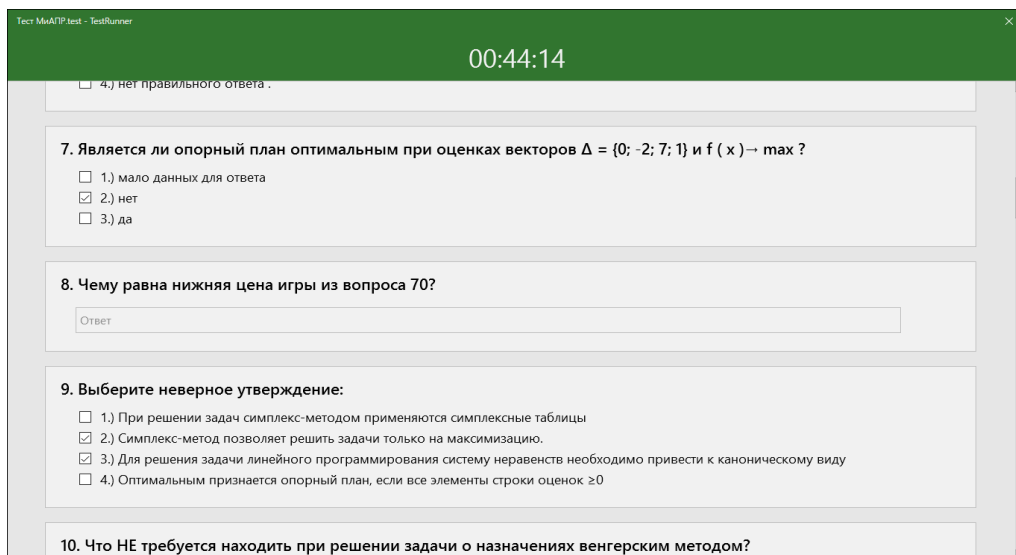 Тест МиАПР.test - TestRunner
00:44:14
4.) нет правильного ответа .
7. Является ли опорный план оптимальным при оценках векторов Δ = {0; -2; 7; 1} и f ( x )→ max ?
1.) мало данных для ответа
2.) нет
3.) да
8. Чему равна нижняя цена игры из вопроса 70?
Ответ
9. Выберите неверное утверждение:
1.) При решении задач симплекс-методом применяются симплексные таблицы
2.) Симплекс-метод позволяет решить задачи только на максимизацию.
3.) Для решения задачи линейного программирования систему неравенств необходимо привести к каноническому виду
4.) Оптимальным признается опорный план, если все элементы строки оценок ≥0
10. Что НЕ требуется находить при решении задачи о назначениях венгерским методом?